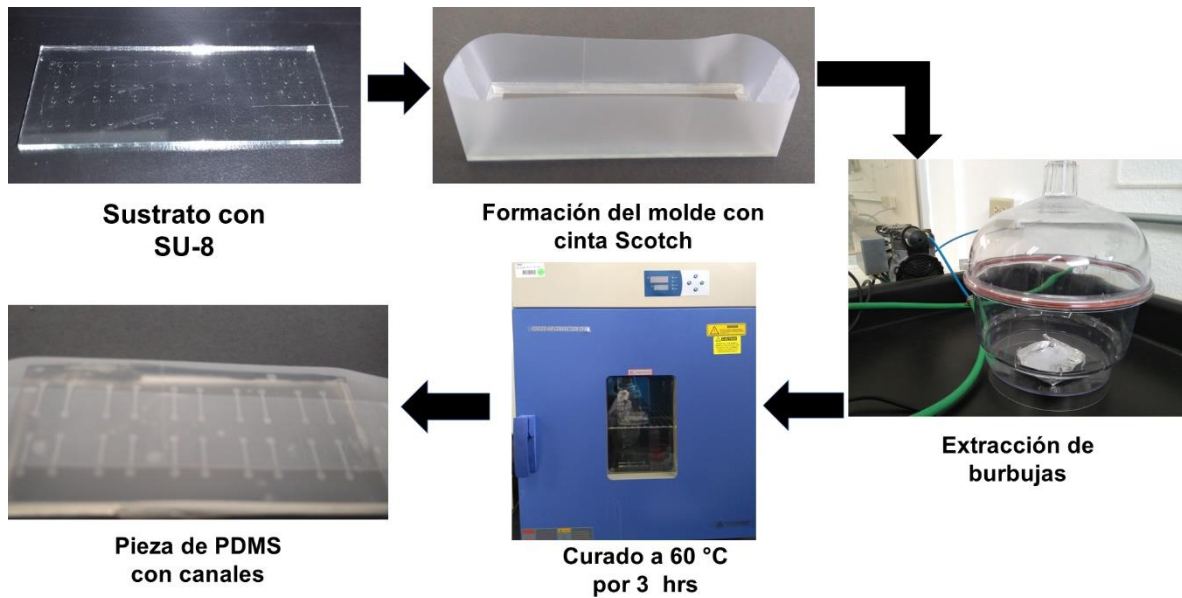 Sustrato con
SU-8
Formación del molde con
cinta Scotch
Extracción de
burbujas
Curado a 60 °C
por 3 hrs
Pieza de PDMS
con canales